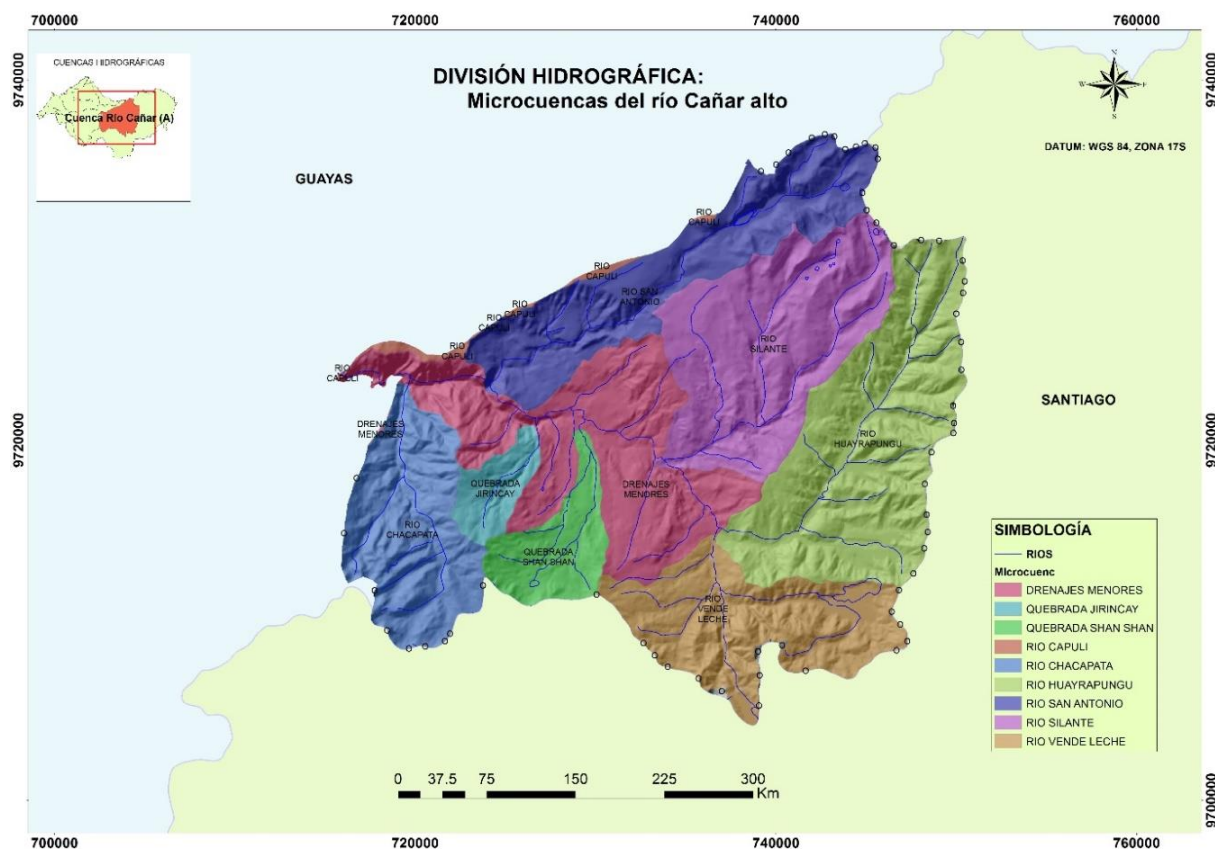 700000
720000
740000
760000
9740000
9740000
CUENCAS HIDROGRÁFICAS
Cuenca Río Cañar (A)
DIVISIÓN HIDROGRÁFICA:
Microcuencas del río Cañar alto
N
W
E
S
DATUM: WGS 84, ZONA 17S
GUAYAS
RIO
CAPULI
RIO
CAPULI
RIO SAN
ANTONIO
RIO
CAPULI
RIO
CAPULI
RIO
SILANTE
RIO
CAPULI
RIO
CAPULI
SANTIAGO
9720000
9720000
DRENAJES
MENORES
RIO
HUAYRAPUNGU
QUEBRADA
JIRINCAY
DRENAJES
MENORES
RIO
CHACAPATA
QUEBRADA
SHAN SHAN
RIO
VENDE
LECHE
SIMBOLOGÍA
RIOS
Microcuenc
DRENAJES MENORES
QUEBRADA JIRINCAY
QUEBRADA SHAN SHAN
RIO CAPULI
RIO CHACAPATA
RIO HUAYRAPUNGU
RIO SAN ANTONIO
RIO SILANTE
RIO VENDE LECHE
0 37.5 75 150 225 300
Km
9700000
9700000
700000
720000
740000
760000